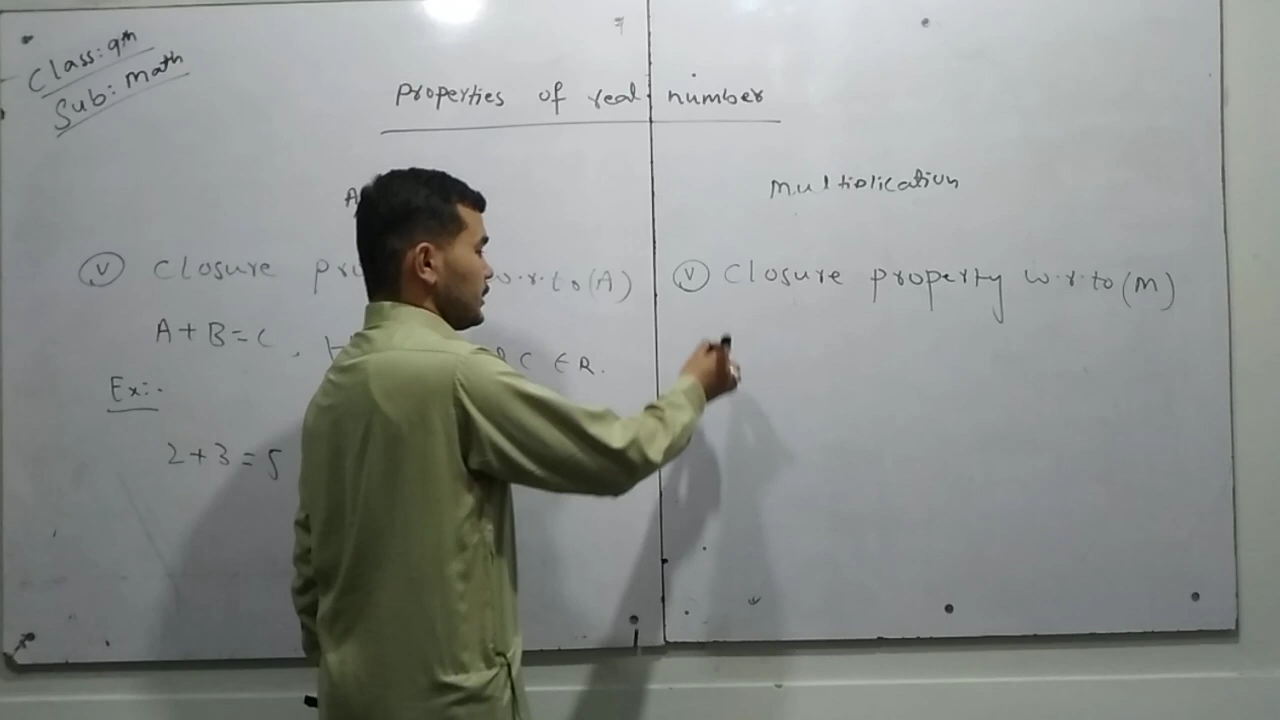 Class: 9th
Sub: Math
Properties of real number
Multiplication
(v) Closure w.r.to (A)
A + B = C ,
C ∈ R.
Ex:-
2 + 3 = 5
(v) Closure property w.r.to (M)